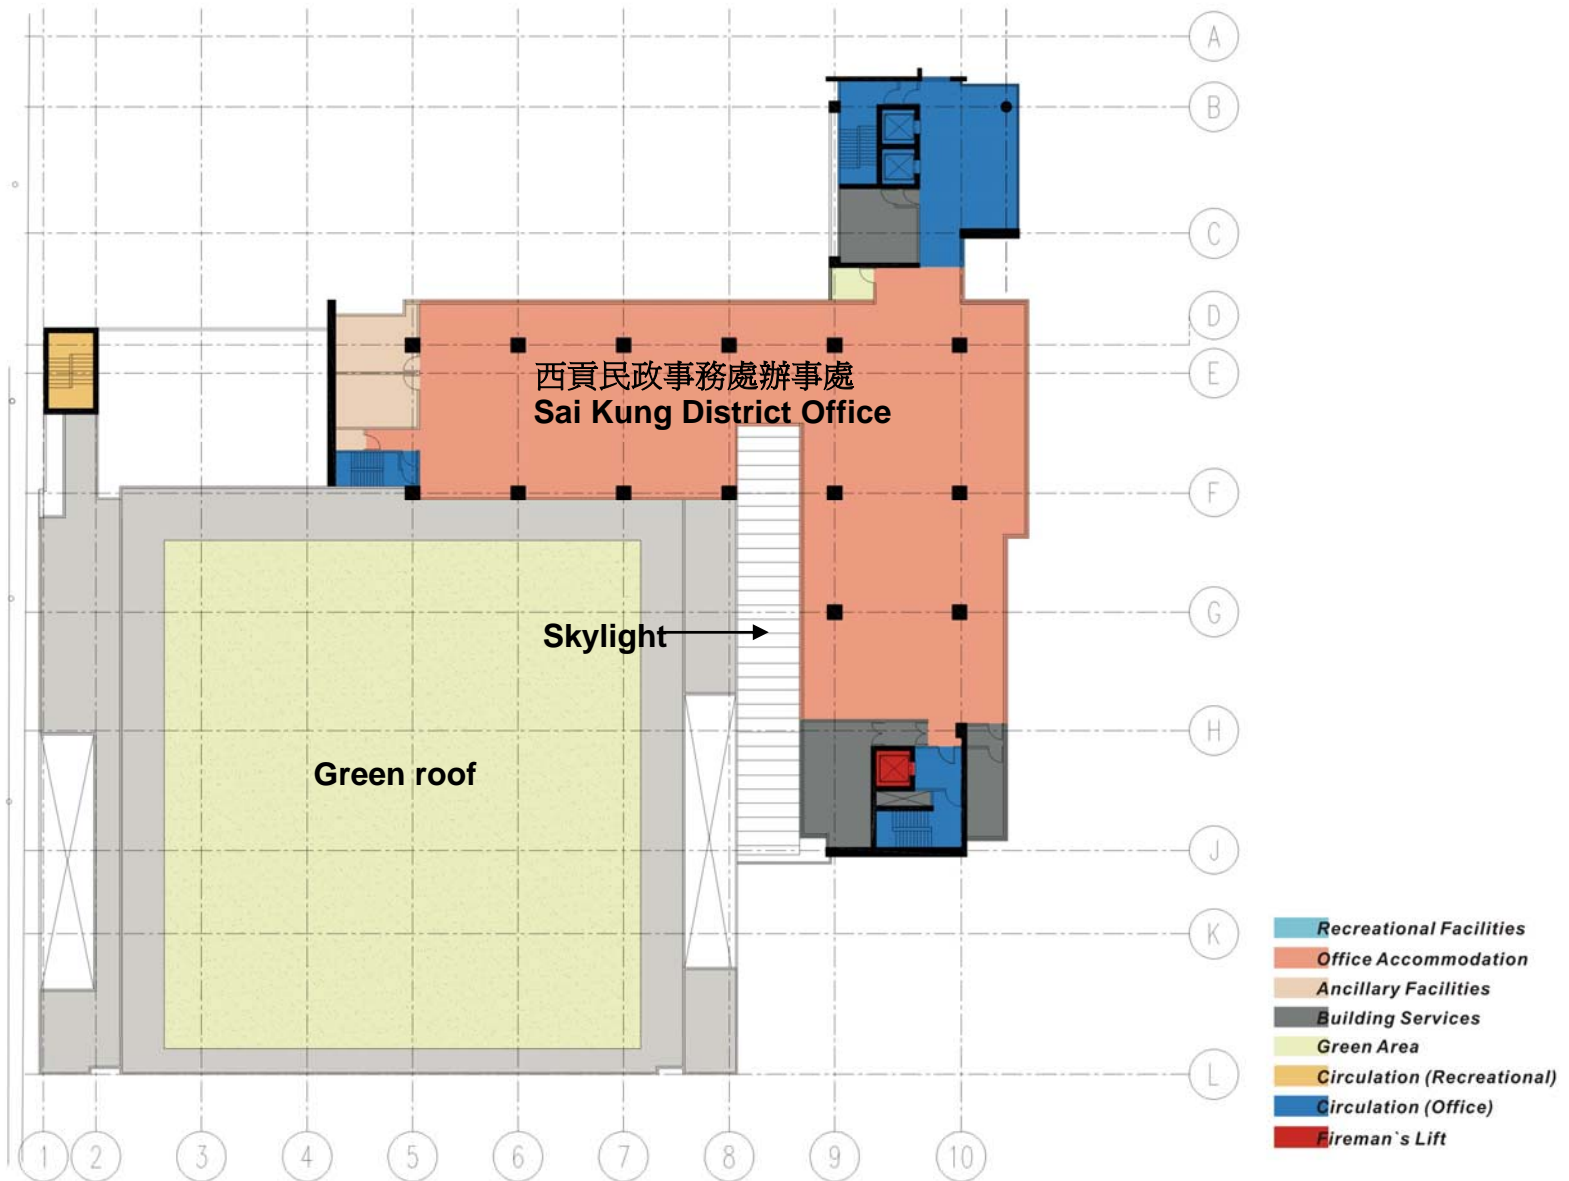 A
B
C
D
E
西貢民政事務處辦事處
Sai Kung District Office
F
G
Skylight
H
Green roof
J
K
L
Recreational Facilities
Office Accommodation
Ancillary Facilities
Building Services
Green Area
Circulation (Recreational)
Circulation (Office)
Fireman`s Lift
1 2 3 4 5 6 7 8 9 10